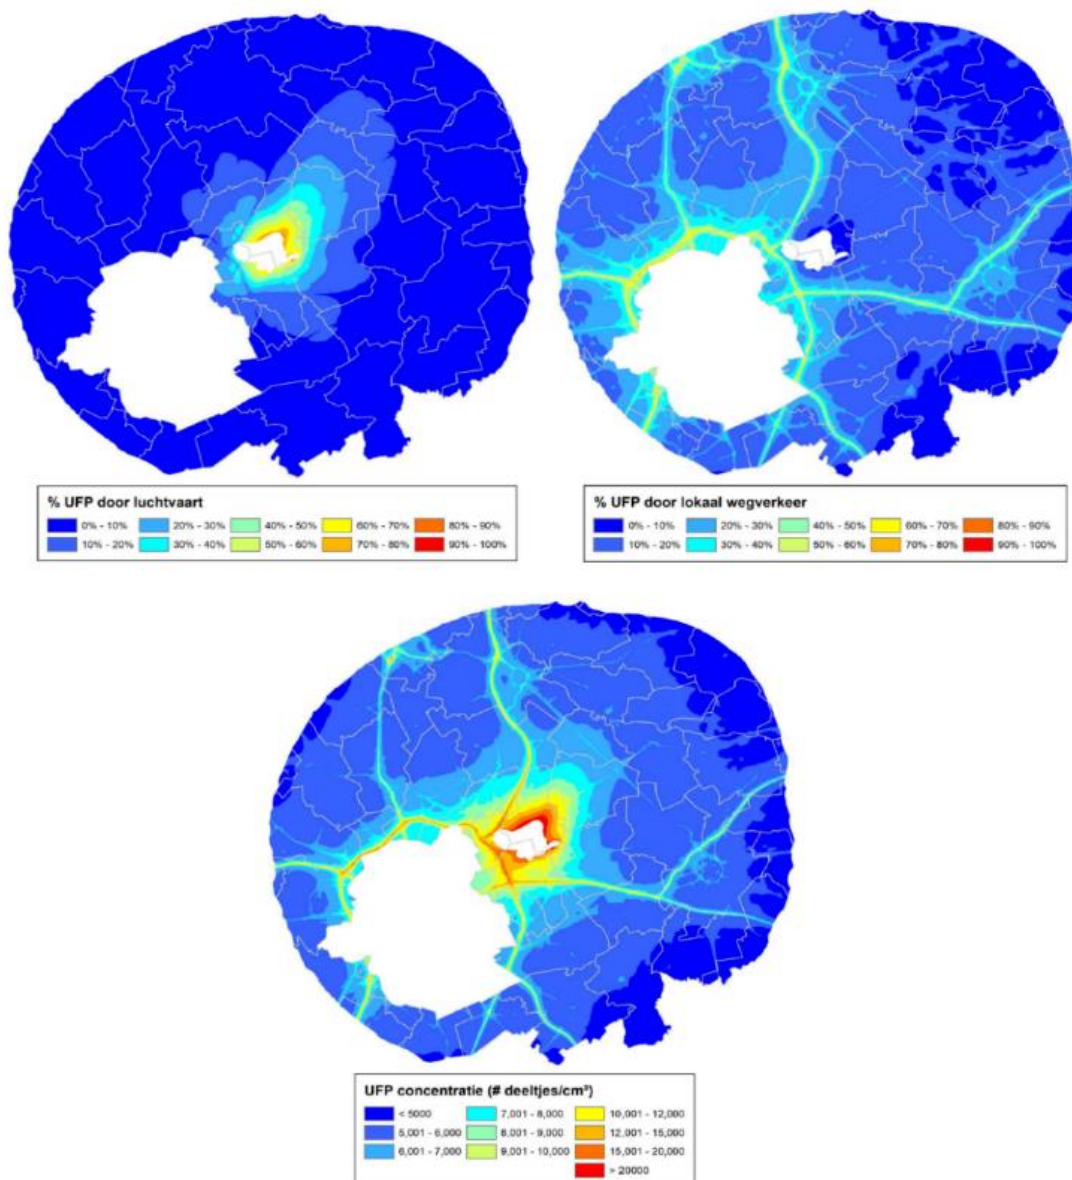 % UFP door luchtvaart
0% - 10% 20% - 30% 40% - 50% 60% - 70% 80% - 90%
10% - 20% 30% - 40% 50% - 60% 70% - 80% 90% - 100%
% UFP door lokaal wegverkeer
0% - 10% 20% - 30% 40% - 50% 60% - 70% 80% - 90%
10% - 20% 30% - 40% 50% - 60% 70% - 80% 90% - 100%
UFP concentratie (# deeltjes/cm³)
< 5000 7,001 - 8,000 10,001 - 12,000
5,001 - 6,000 8,001 - 9,000 12,001 - 15,000
6,001 - 7,000 9,001 - 10,000 15,001 - 20,000
> 20000